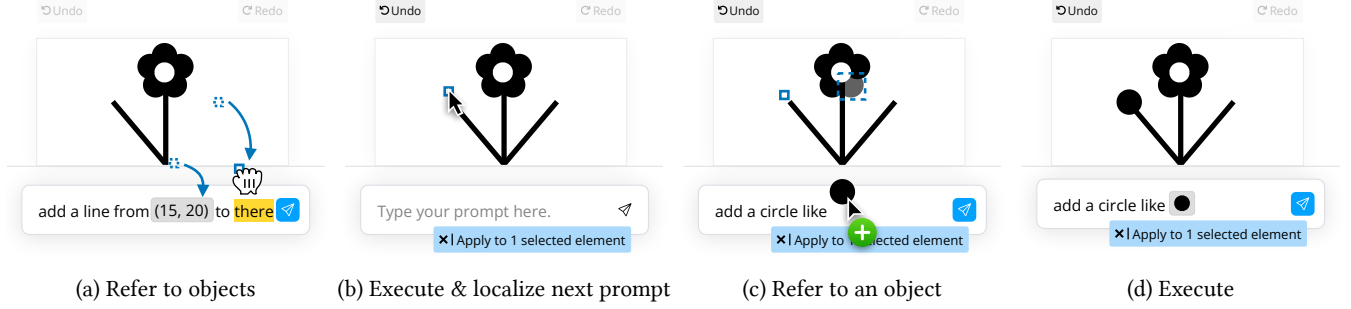 Undo Redo
Undo Redo
Undo Redo
Undo Redo
add a line from (15, 20) to there
Type your prompt here.
add a circle like
add a circle like
× | Apply to 1 selected element
× | Apply to selected element
× | Apply to 1 selected element
(a) Refer to objects
(b) Execute & localize next prompt
(c) Refer to an object
(d) Execute